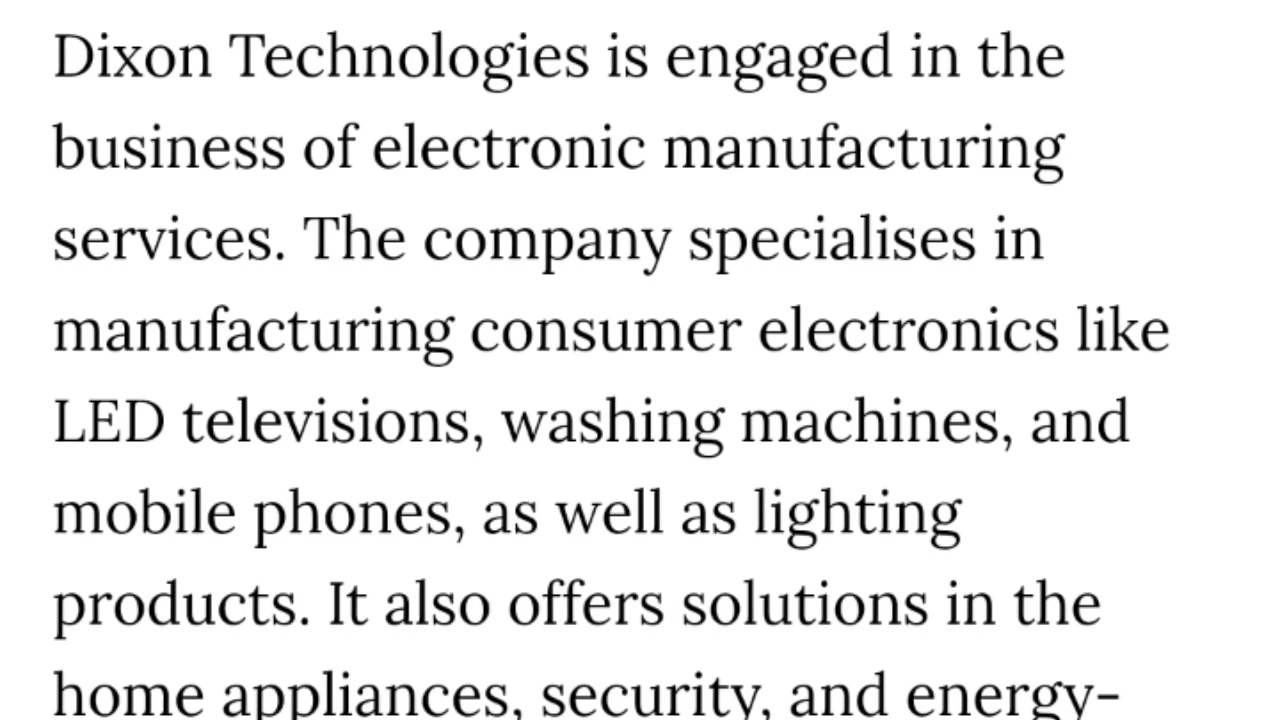 Dixon Technologies is engaged in the
business of electronic manufacturing
services. The company specialises in
manufacturing consumer electronics like
LED televisions, washing machines, and
mobile phones, as well as lighting
products. It also offers solutions in the
home appliances, security, and energy-